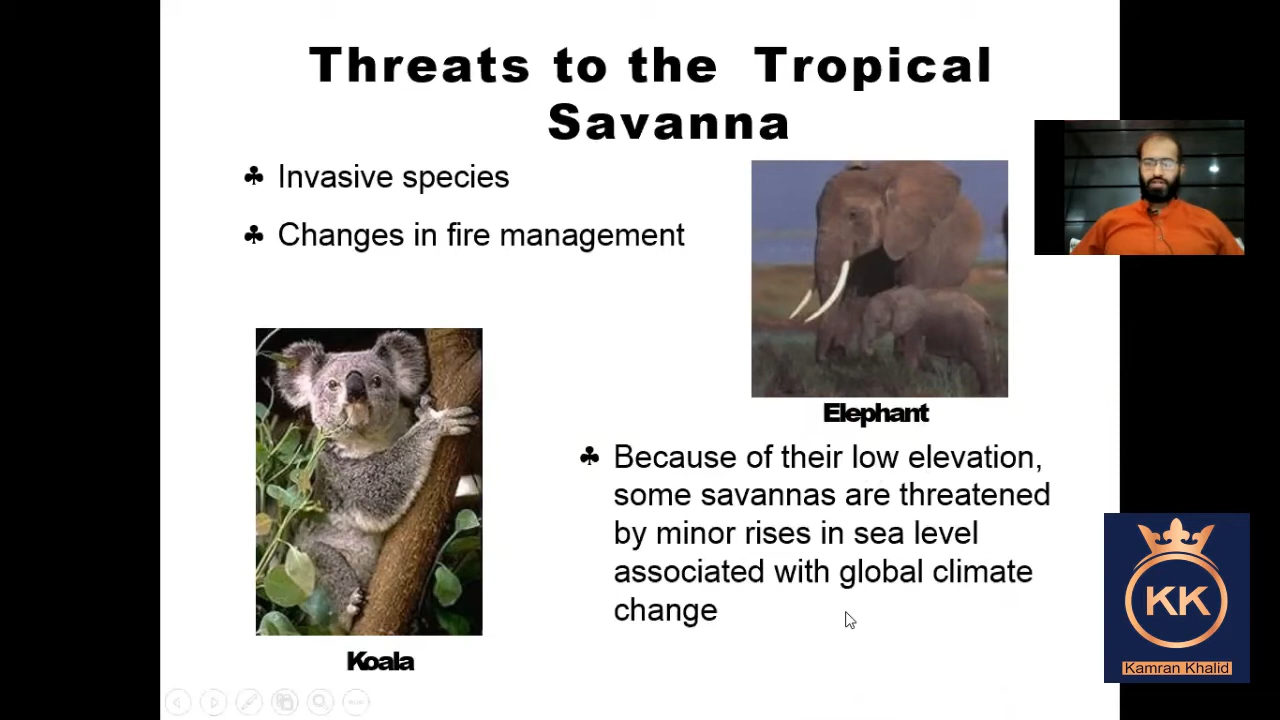 Threats to the Tropical
Savanna
♣ Invasive species
♣ Changes in fire management
Elephant
♣ Because of their low elevation,
some savannas are threatened
by minor rises in sea level
associated with global climate
change
Koala
KK
Kamran Khalid